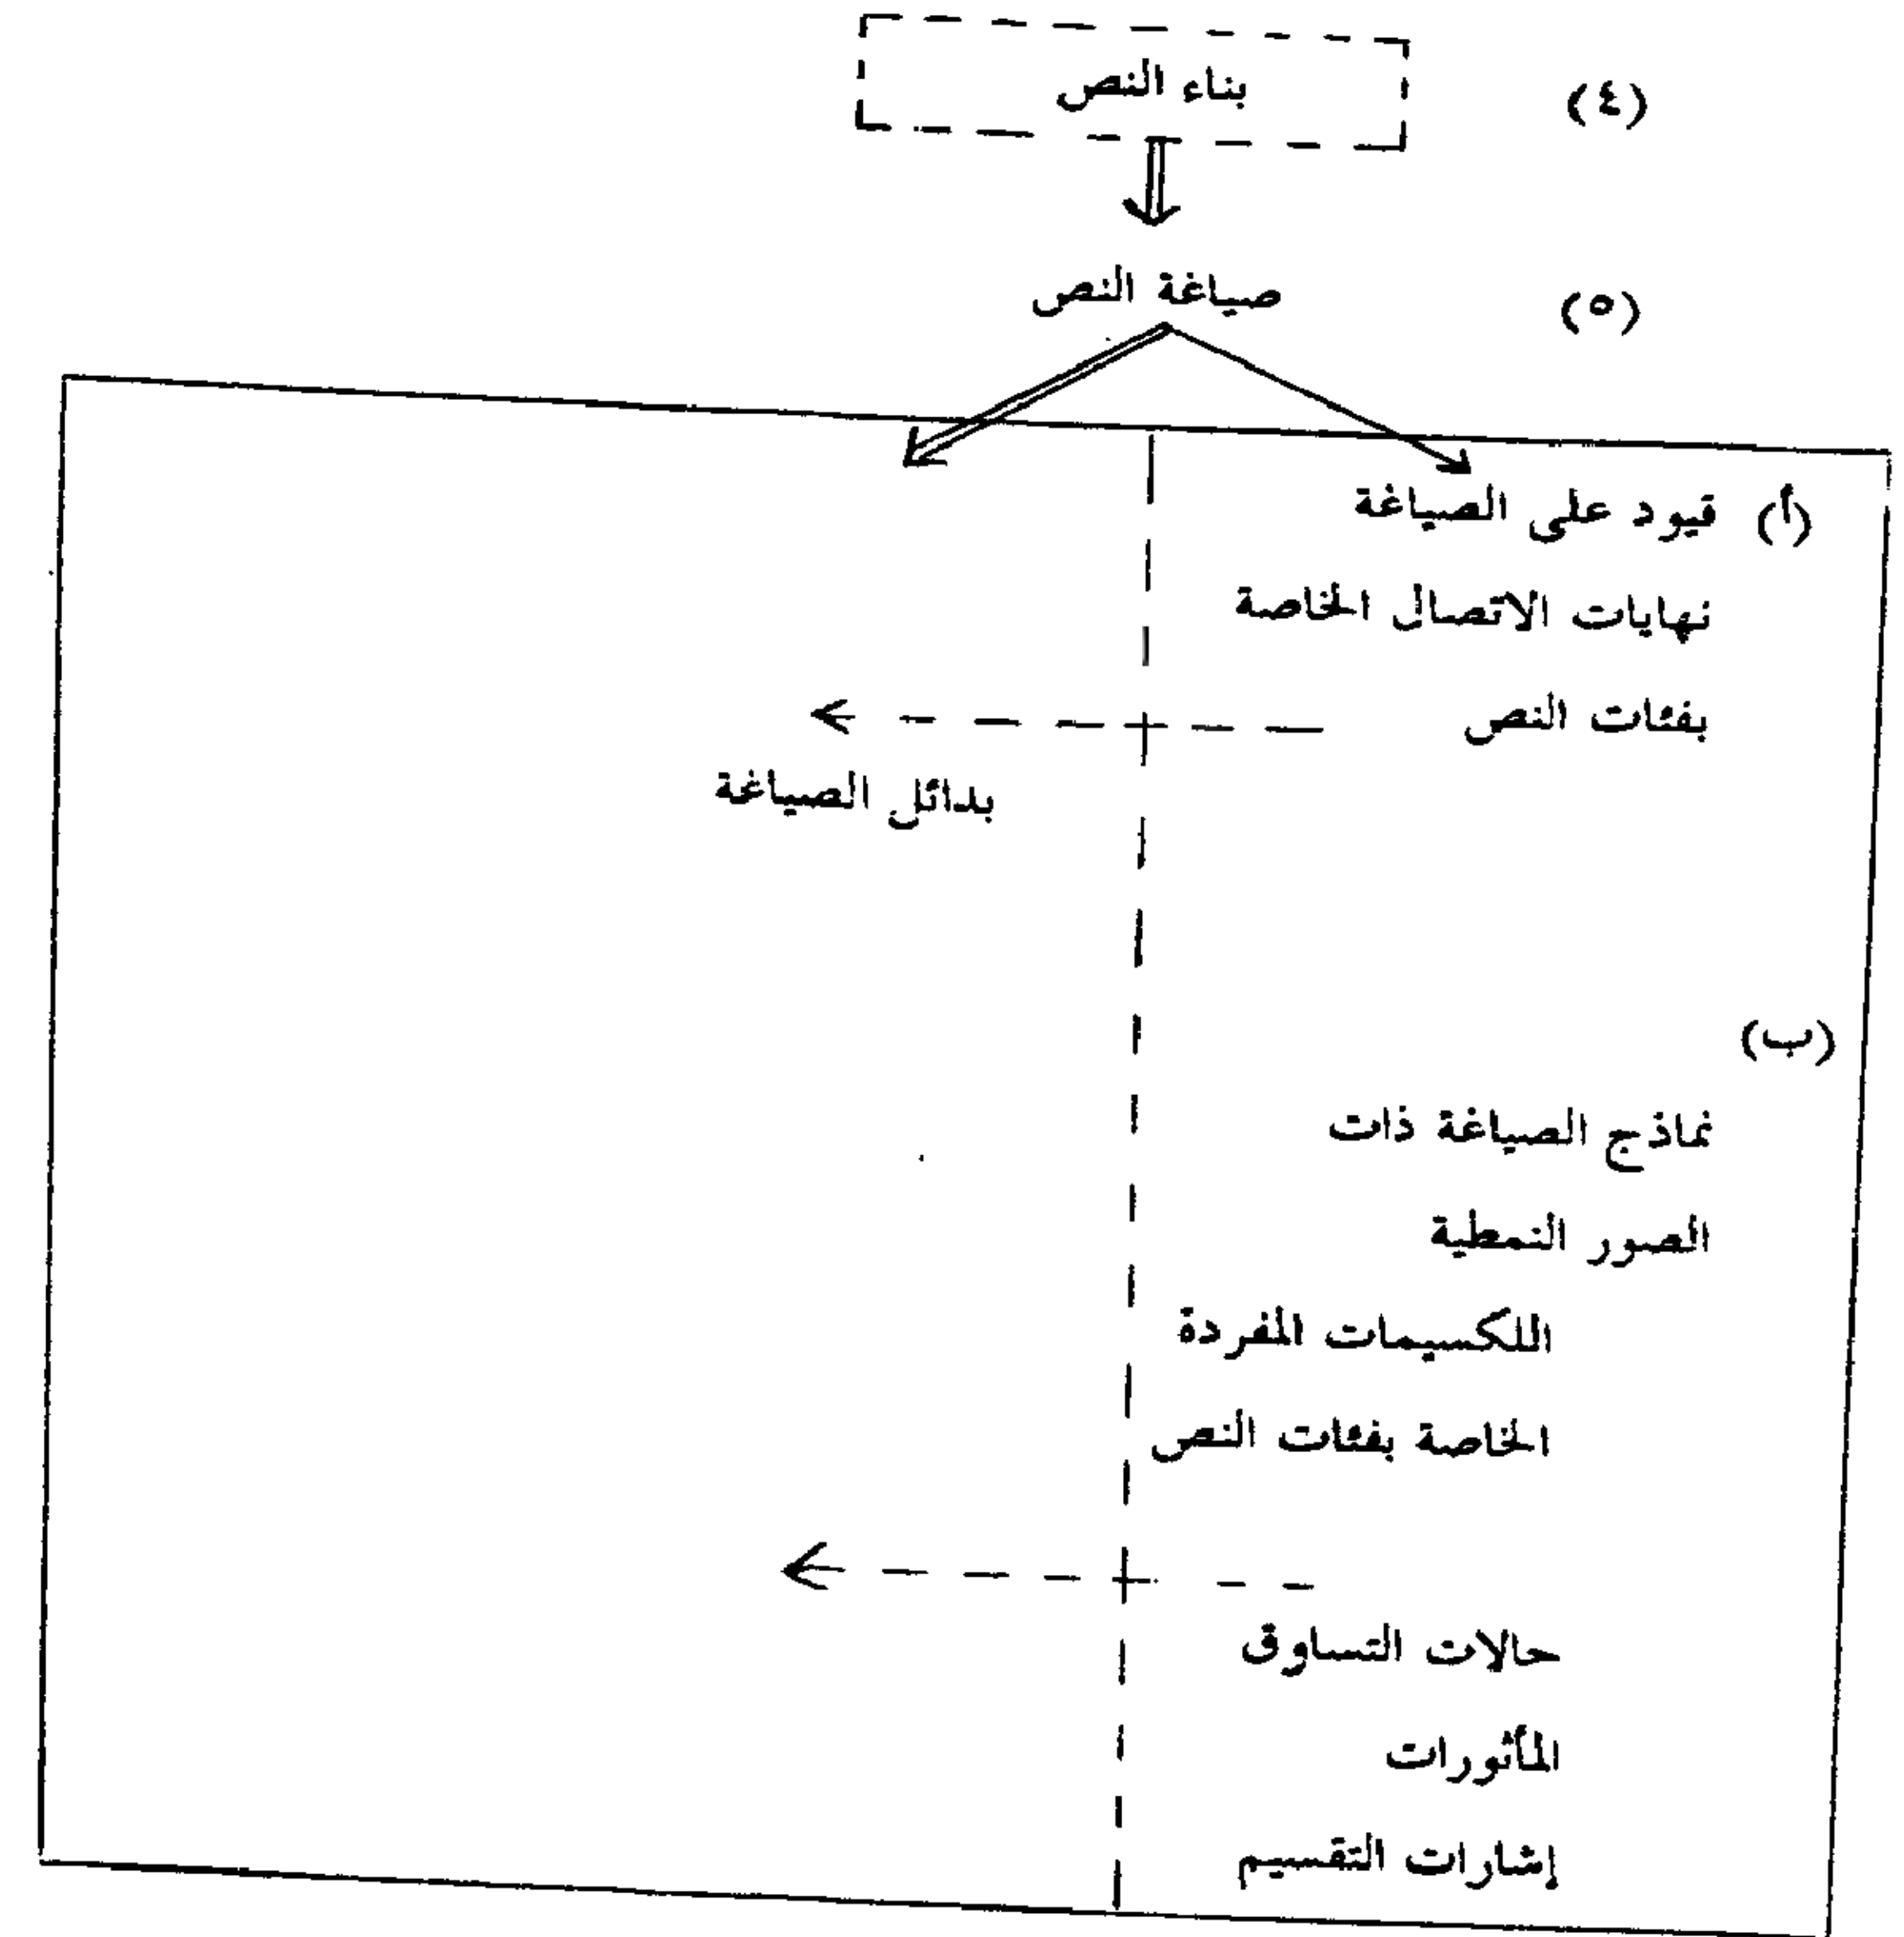 (٤) بناء النص
(٥) صياغة النص
(أ) قيود على الصياغة
نهايات الاتصال الخاصة
بفئات النص
بدائل الصياغة
(ب)
نماذج الصياغة ذات
الصور النمطية
اللكسيمات المفردة
الخاصة بفئات النص
حالات التساوق
المأثورات
إشارات التقسيم